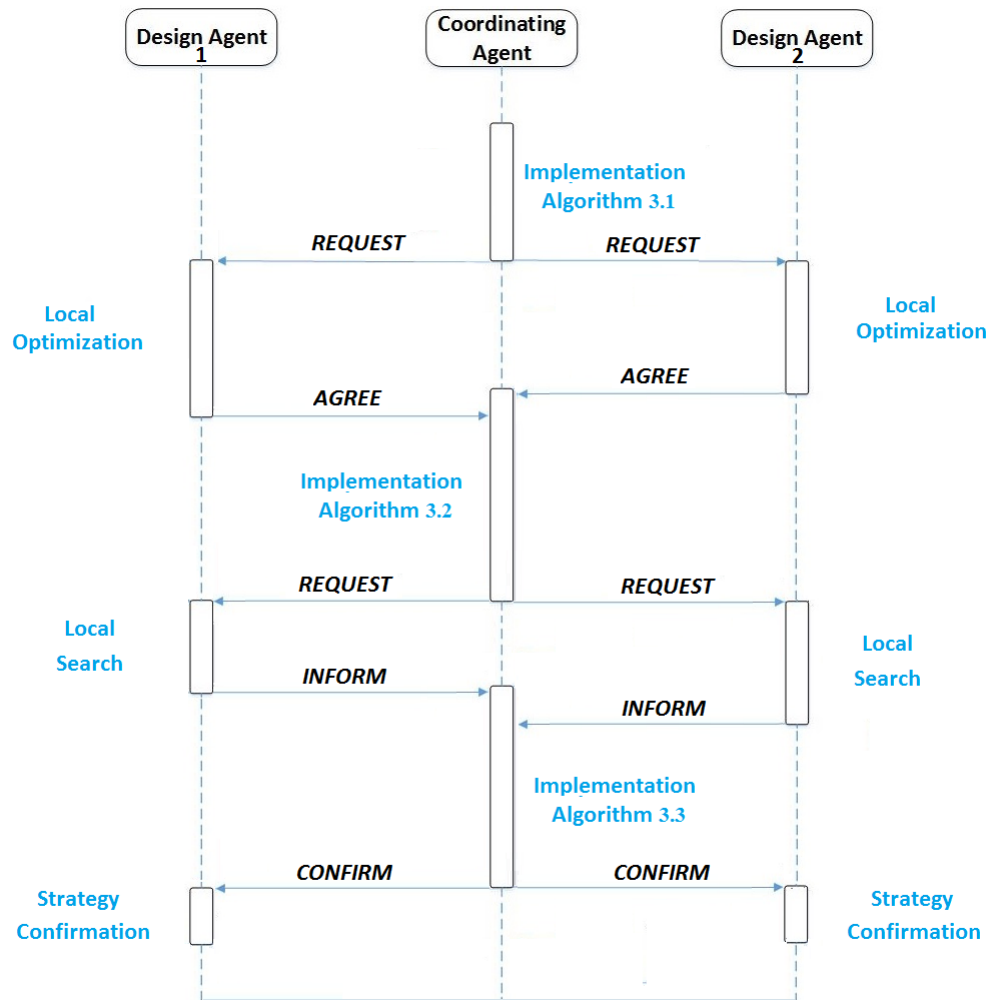 Design Agent
1
Coordinating
Agent
Design Agent
2
Implementation
Algorithm 3.1
REQUEST
REQUEST
Local
Optimization
Local
Optimization
AGREE
AGREE
Implementation
Algorithm 3.2
REQUEST
REQUEST
Local
Search
Local
Search
INFORM
INFORM
Implementation
Algorithm 3.3
CONFIRM
CONFIRM
Strategy
Confirmation
Strategy
Confirmation